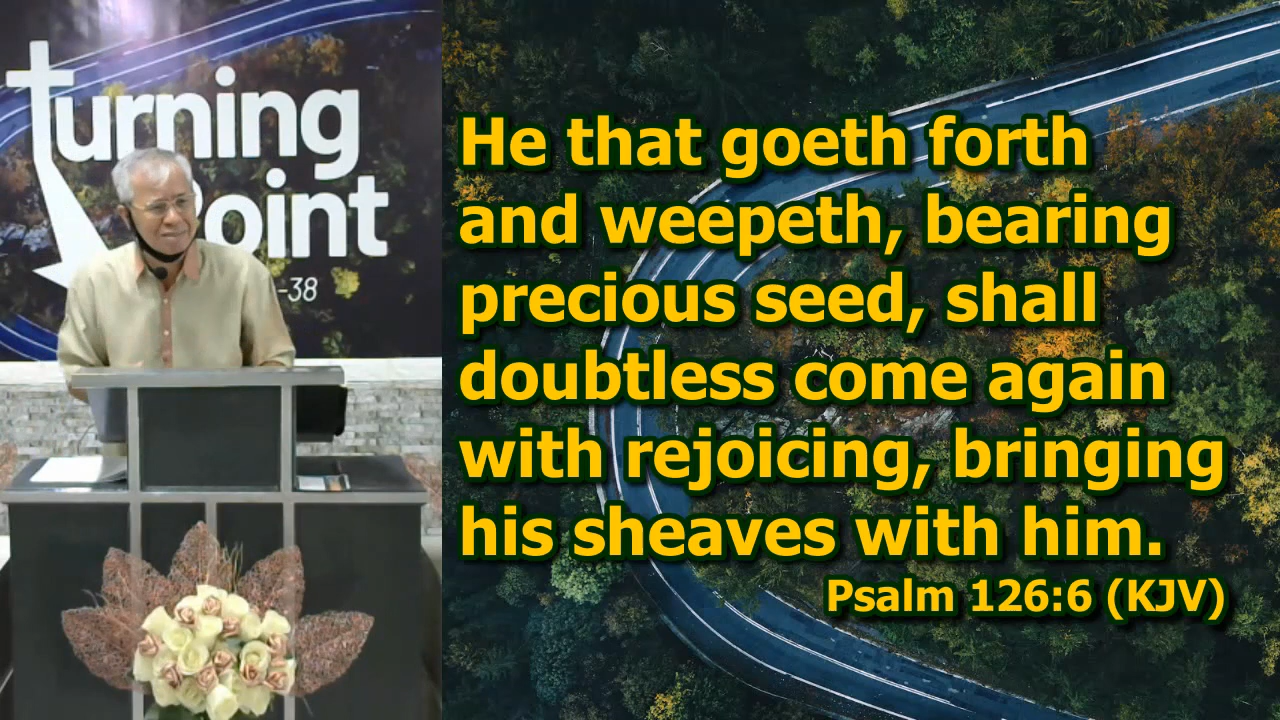 turning
Point
-38
He that goeth forth
and weepeth, bearing
precious seed, shall
doubtless come again
with rejoicing, bringing
his sheaves with him.
Psalm 126:6 (KJV)